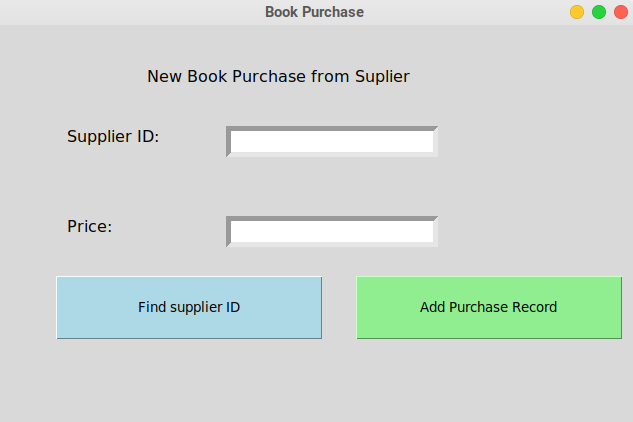 Book Purchase
New Book Purchase from Suplier
Supplier ID:
Price:
Find supplier ID
Add Purchase Record